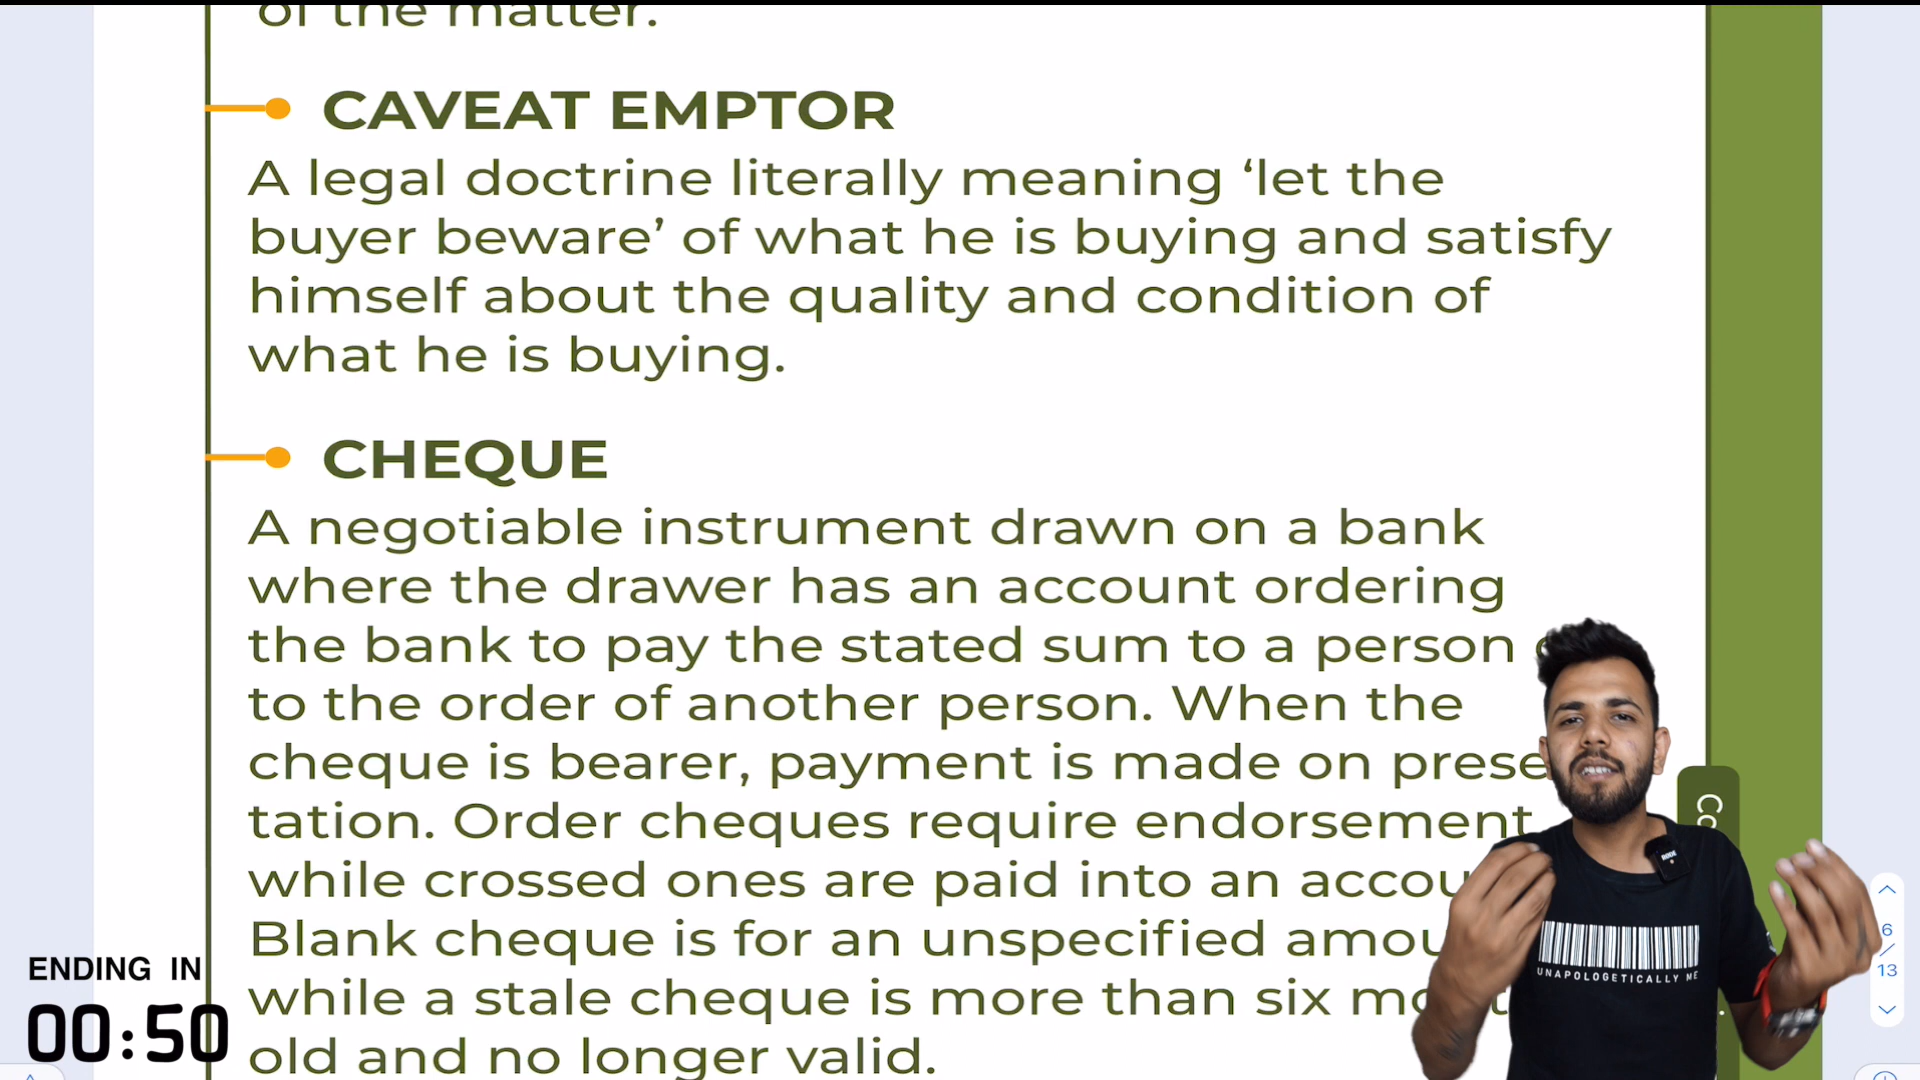 of the matter.
CAVEAT EMPTOR
A legal doctrine literally meaning ‘let the
buyer beware’ of what he is buying and satisfy
himself about the quality and condition of
what he is buying.
CHEQUE
A negotiable instrument drawn on a bank
where the drawer has an account ordering
the bank to pay the stated sum to a person
to the order of another person. When the
cheque is bearer, payment is made on prese
tation. Order cheques require endorsement
while crossed ones are paid into an accou
Blank cheque is for an unspecified amou
while a stale cheque is more than six
old and no longer valid.
ENDING IN
00:50
RODE
UNAPOLOGETICALLY ME
6
/
13